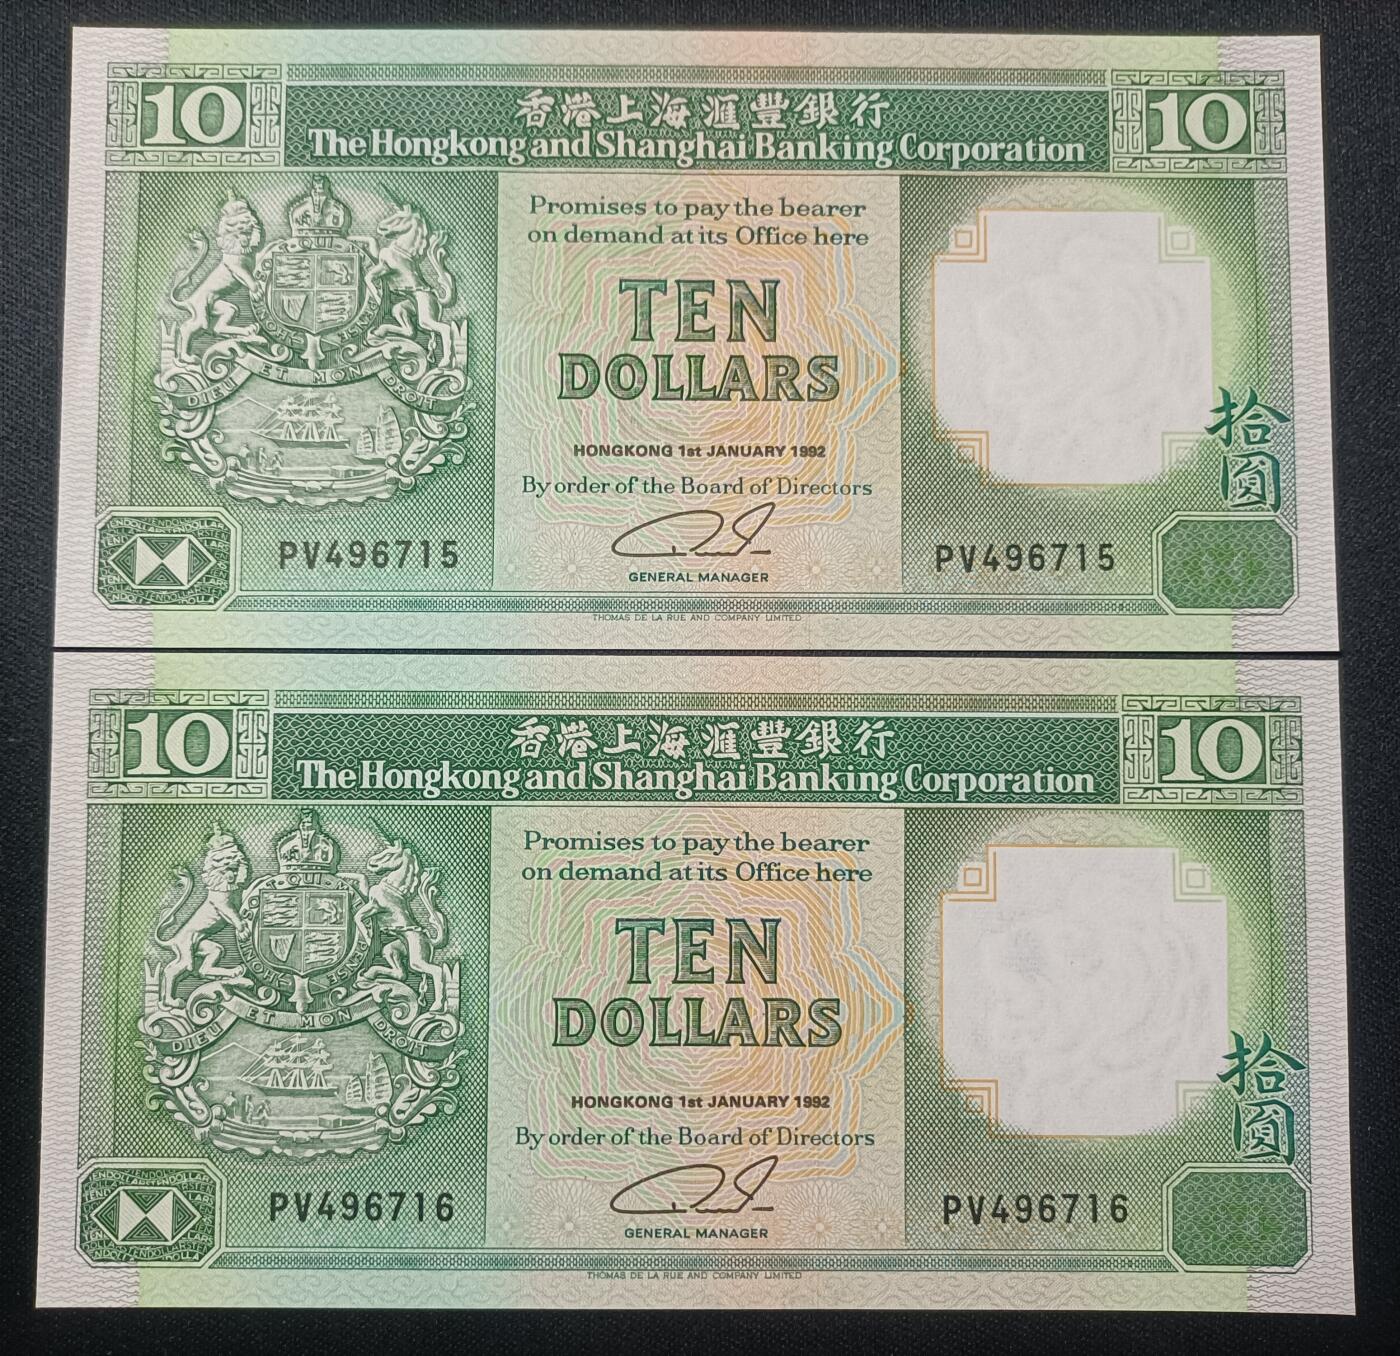 10
香港上海滙豐銀行
10
The Hongkong and Shanghai Banking Corporation
Promises to pay the bearer
on demand at its Office here
TEN
DOLLARS
DIEU ET MON DROIT
HONGKONG 1st JANUARY 1992
拾圓
By order of the Board of Directors
PV496715
PV496715
GENERAL MANAGER
THOMAS DE LA RUE AND COMPANY LIMITED
10
香港上海滙豐銀行
10
The Hongkong and Shanghai Banking Corporation
Promises to pay the bearer
on demand at its Office here
TEN
DOLLARS
DIEU ET MON DROIT
HONGKONG 1st JANUARY 1992
拾圓
By order of the Board of Directors
PV496716
PV496716
GENERAL MANAGER
THOMAS DE LA RUE AND COMPANY LIMITED